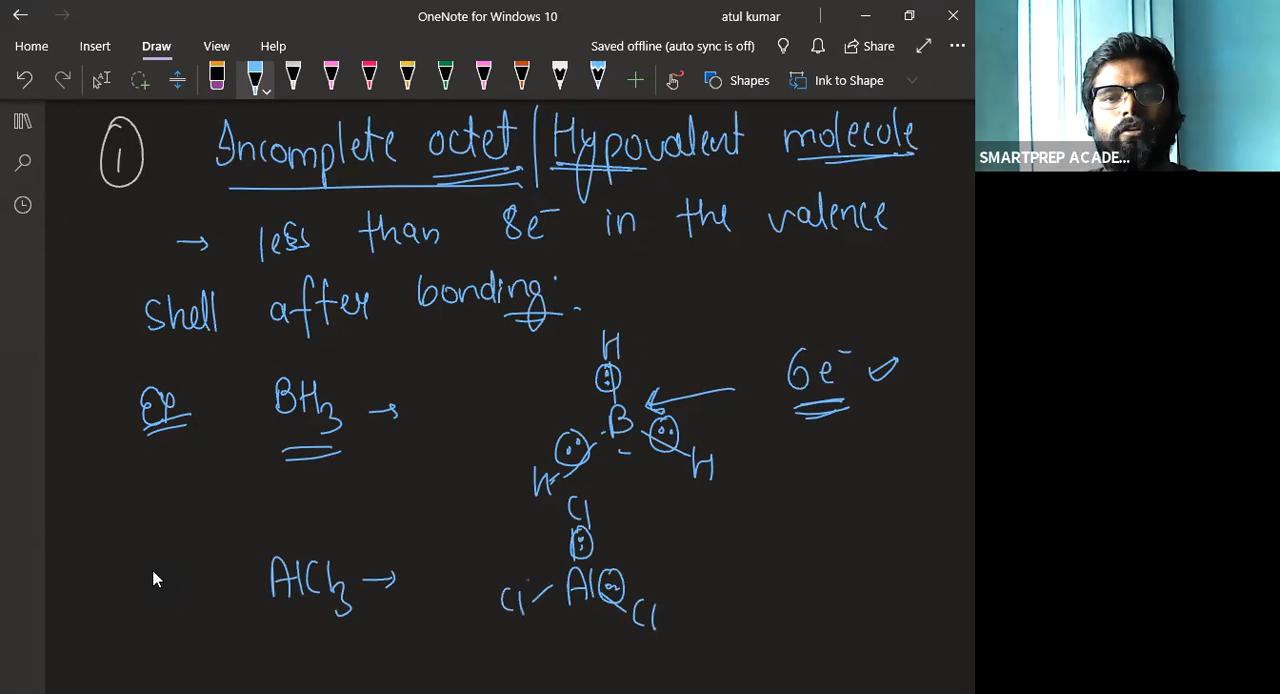 OneNote for Windows 10
atul kumar
Home Insert Draw View Help
Saved offline (auto sync is off)
Share
Shapes
Ink to Shape
SMARTPREP ACADE...
1 Incomplete octet | Hypovalent molecule
→ less than 8e⁻ in the valence
shell after bonding.
H
Ex BH₃ → B 6e⁻ ✓
H H
Cl
AlCl₃ → Cl Al Cl